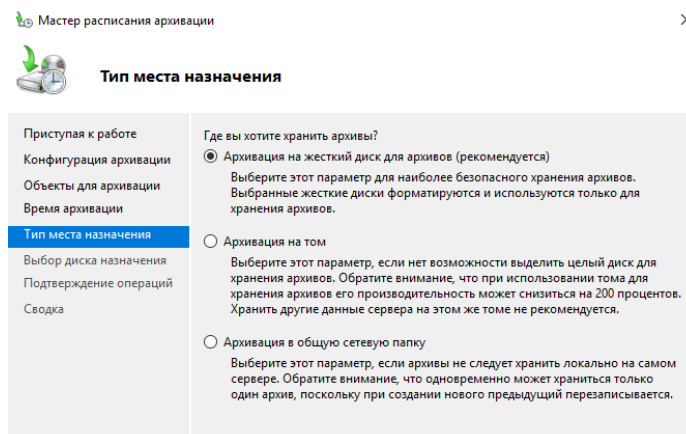 Мастер расписания архивации
Тип места назначения
Приступая к работе
Конфигурация архивации
Объекты для архивации
Время архивации
Тип места назначения
Выбор диска назначения
Подтверждение операций
Сводка
Где вы хотите хранить архивы?
Архивация на жесткий диск для архивов (рекомендуется)
Выберите этот параметр для наиболее безопасного хранения архивов.
Выбранные жесткие диски форматируются и используются только для
хранения архивов.
Архивация на том
Выберите этот параметр, если нет возможности выделить целый диск для
хранения архивов. Обратите внимание, что при использовании тома для
хранения архивов его производительность может снизиться на 200 процентов.
Хранить другие данные сервера на этом же томе не рекомендуется.
Архивация в общую сетевую папку
Выберите этот параметр, если архивы не следует хранить локально на самом
сервере. Обратите внимание, что одновременно может храниться только
один архив, поскольку при создании нового предыдущий перезаписывается.